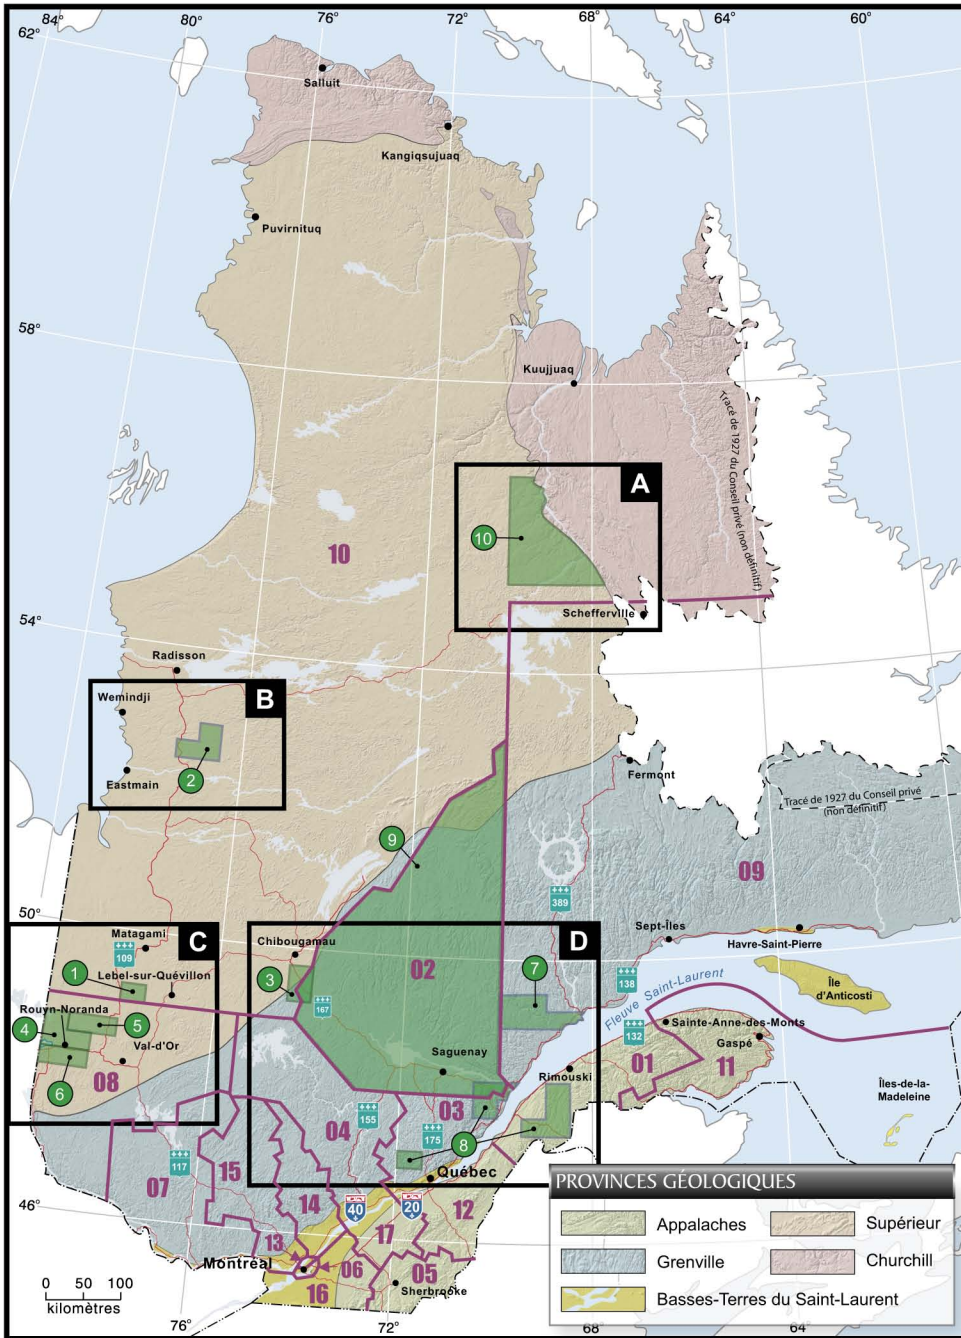 84°
80°
76°
72°
68°
64°
60°
62°
Salluit
Kangiqsujuaq
Puvirnituq
58°
Kuujjuaq
Tracé de 1927 du Conseil privé (non définitif)
A
10
10
Schefferville
54°
Radisson
B
Wemindji
2
Eastmain
Fermont
Tracé de 1927 du Conseil privé
(non définitif)
9
09
389
50°
C
D
Matagami
109
Chibougamau
02
Sept-Îles
Havre-Saint-Pierre
1
Lebel-sur-Quévillon
3
167
7
138
Fleuve Saint-Laurent
Île
d'Anticosti
Rouyn-Noranda
4
5
132
Sainte-Anne-des-Monts
Gaspé
Val-d'Or
6
08
Saguenay
Rimouski
01
11
Îles-de-la-
Madeleine
03
04
155
175
8
117
07
15
Québec
46°
14
40
20
12
17
13
Montréal
06
05
16
Sherbrooke
0 50 100
kilomètres
76°
72°
68°
64°
PROVINCES GÉOLOGIQUES
Appalaches
Supérieur
Grenville
Churchill
Basses-Terres du Saint-Laurent